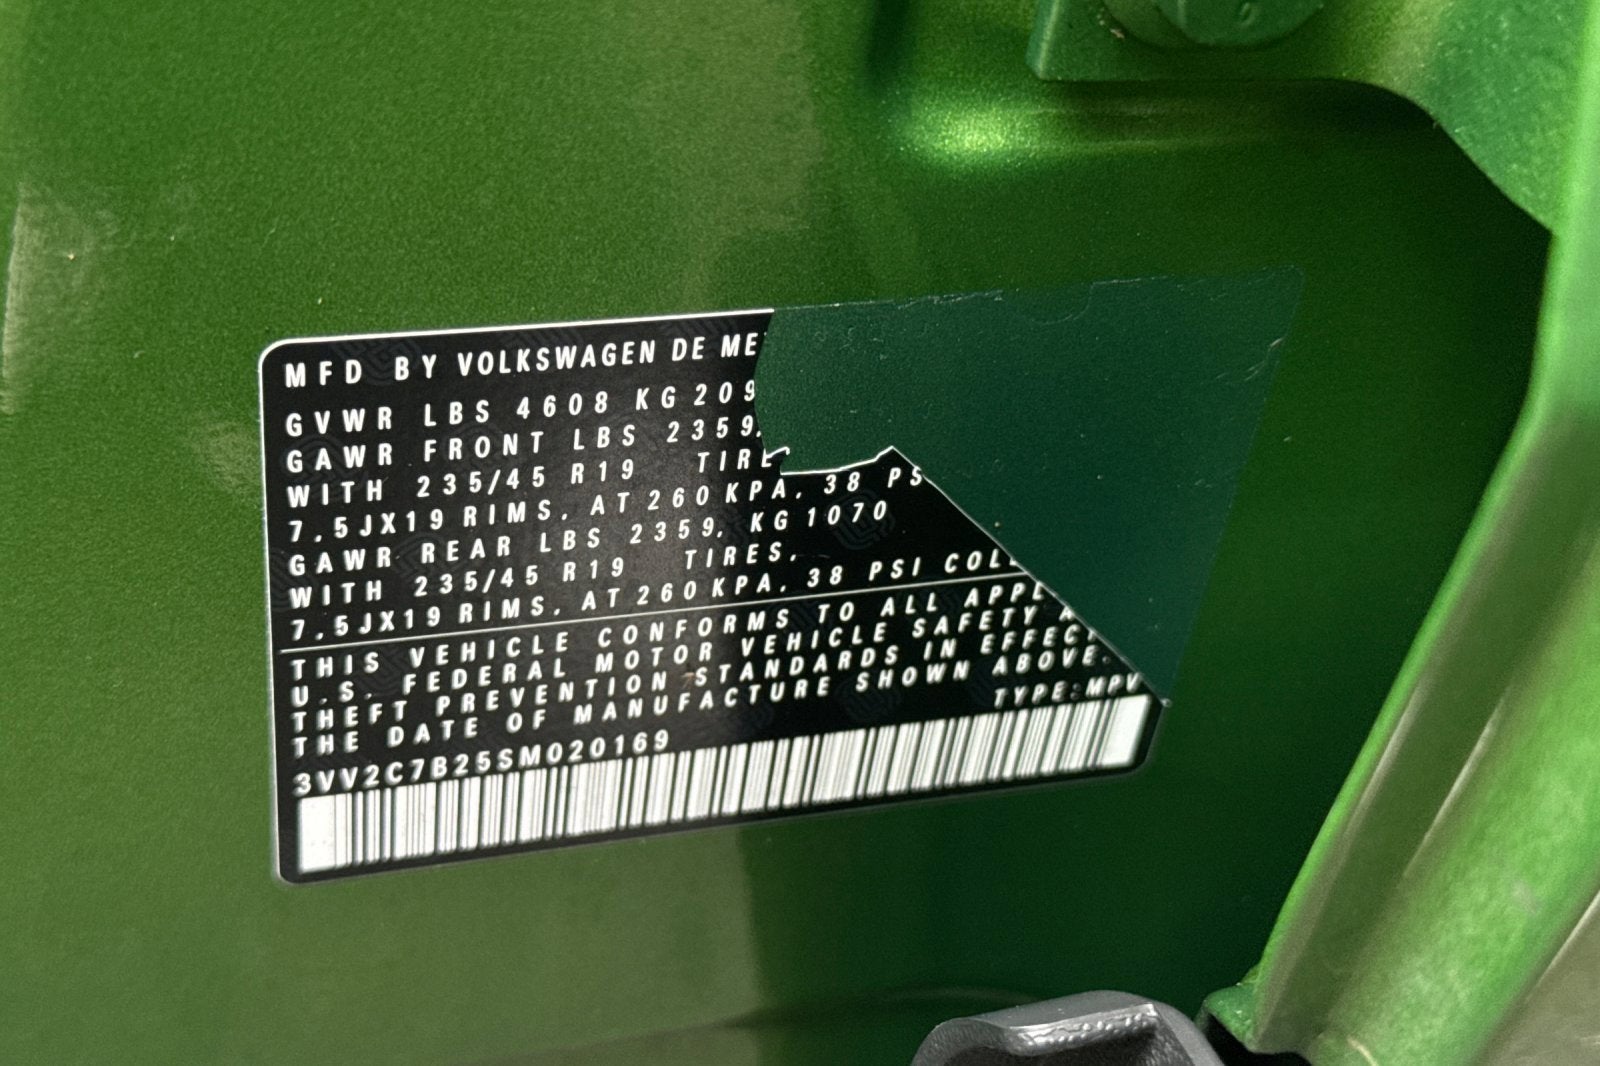 MFD BY VOLKSWAGEN DE ME
GVWR LBS 4608 KG 209
GAWR FRONT LBS 2359,
WITH 235/45 R19 TIRE
7.5JX19 RIMS, AT 260 KPA, 38 PS
GAWR REAR LBS 2359, KG 1070
WITH 235/45 R19 TIRES,
7.5JX19 RIMS, AT 260 KPA, 38 PSI COL
THIS VEHICLE CONFORMS TO ALL APPL
U.S. FEDERAL MOTOR VEHICLE SAFETY A
THEFT PREVENTION STANDARDS IN EFFECT
THE DATE OF MANUFACTURE SHOWN ABOVE.
3VV2C7B25SM020169 TYPE:MPV